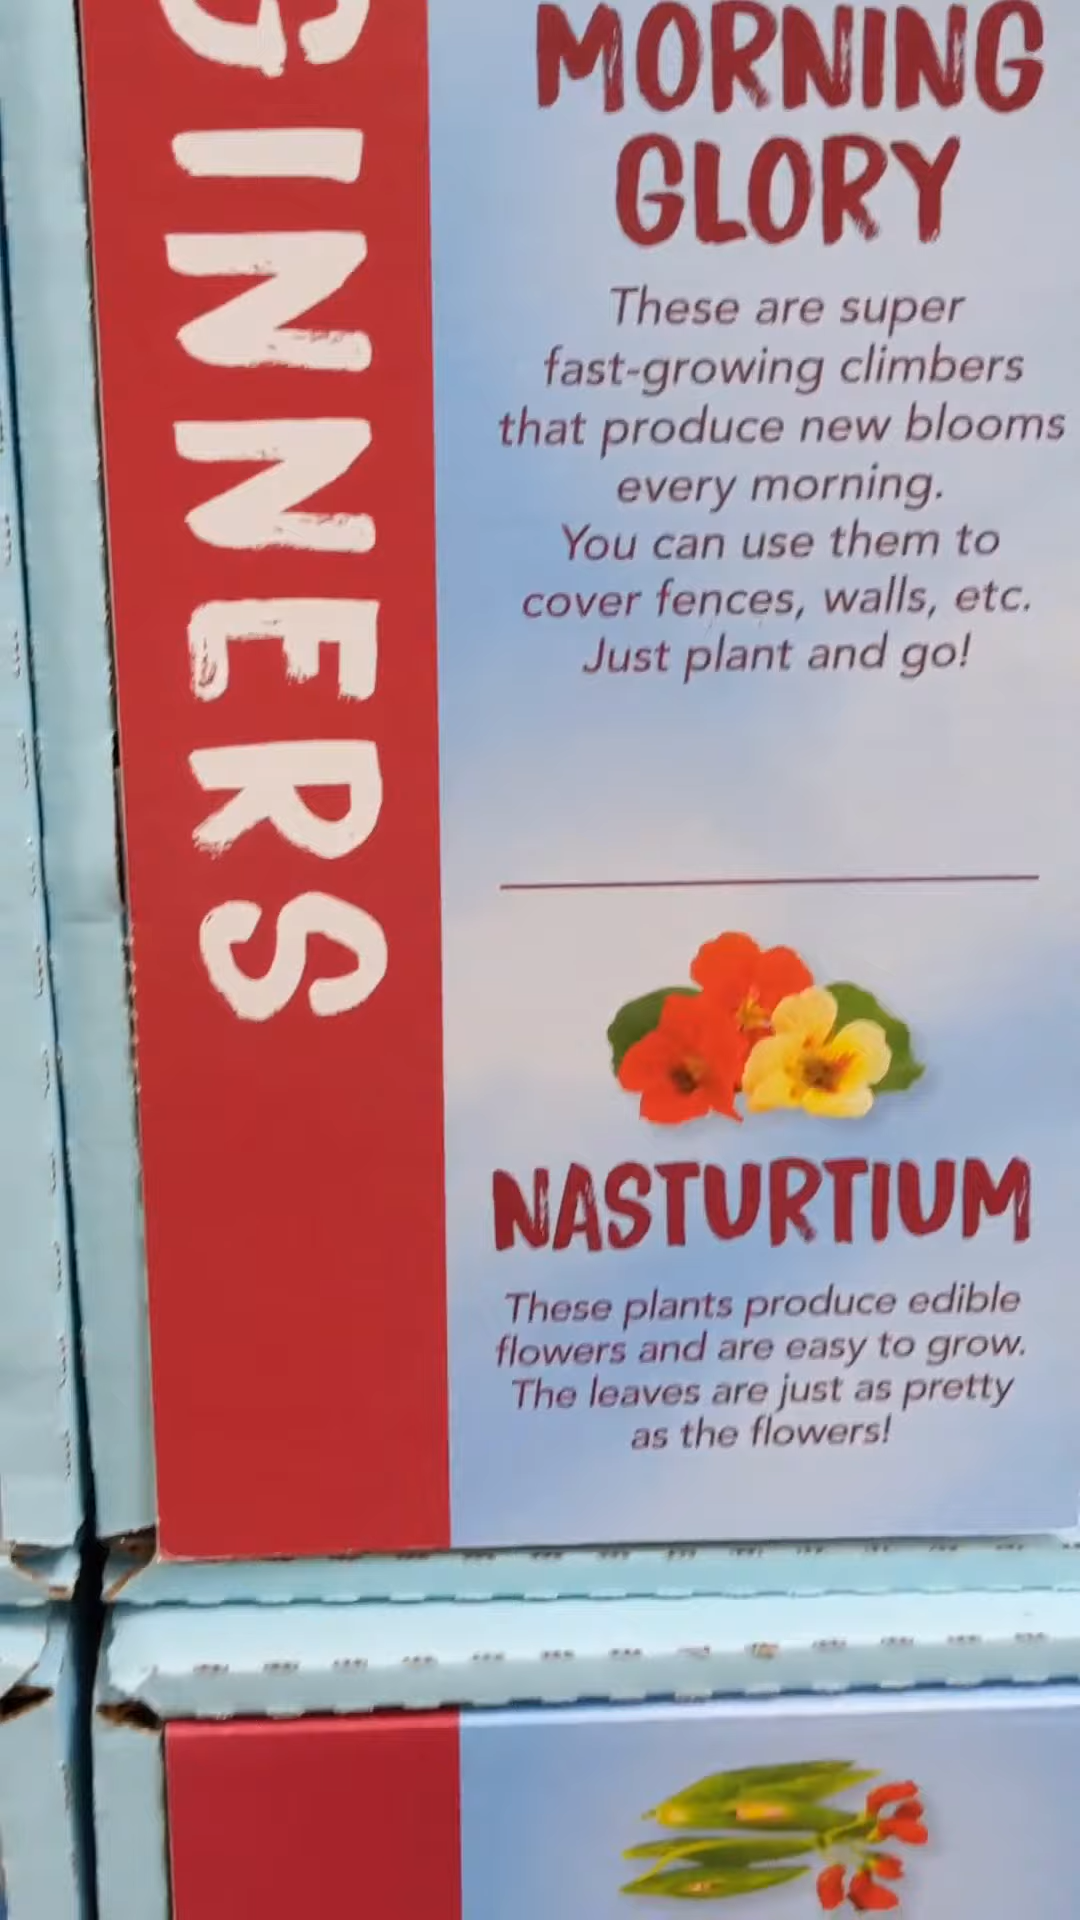 GINNERS
MORNING
GLORY
These are super
fast-growing climbers
that produce new blooms
every morning.
You can use them to
cover fences, walls, etc.
Just plant and go!
NASTURTIUM
These plants produce edible
flowers and are easy to grow.
The leaves are just as pretty
as the flowers!